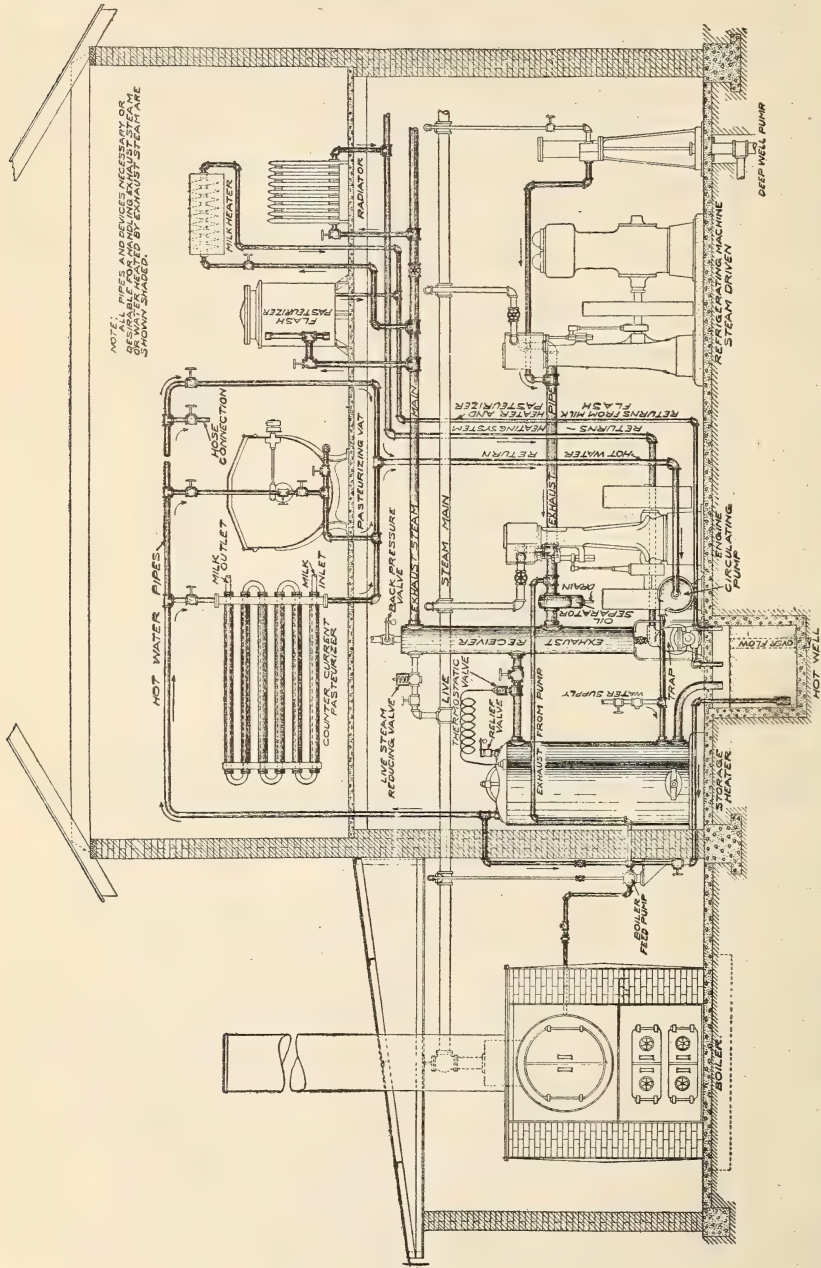 NOTE:
ALL PIPES AND DEVICES NECESSARY OR
DESIRABLE FOR HANDLING EXHAUST STEAM
OR WATER HEATED BY EXHAUST STEAM ARE
SHOWN SHADED.
HOT WATER PIPES
MILK
OUTLET
MILK
INLET
COUNTER CURRENT
PASTEURIZER
HOSE
CONNECTION
PASTEURIZING VAT
FLASH
PASTEURIZER
MILK HEATER
RADIATOR
LIVE STEAM
REDUCING VALVE
BACK PRESSURE
VALVE
EXHAUST STEAM MAIN
LIVE STEAM MAIN
THERMOSTATIC
VALVE
RELIEF
VALVE
EXHAUST FROM PUMP
EXHAUST RECEIVER
OIL
SEPARATOR
DRAIN
EXHAUST PIPE
HOT WATER RETURN
RETURNS-
HEATING SYSTEM
RETURNS FROM MILK
HEATER AND
FLASH
PASTEURIZER
WATER SUPPLY
TRAP
BOILER
FEED PUMP
BOILER
STORAGE
HEATER
OVERFLOW
HOT WELL
ENGINE
CIRCULATING
PUMP
REFRIGERATING MACHINE
STEAM DRIVEN
DEEP WELL PUMP